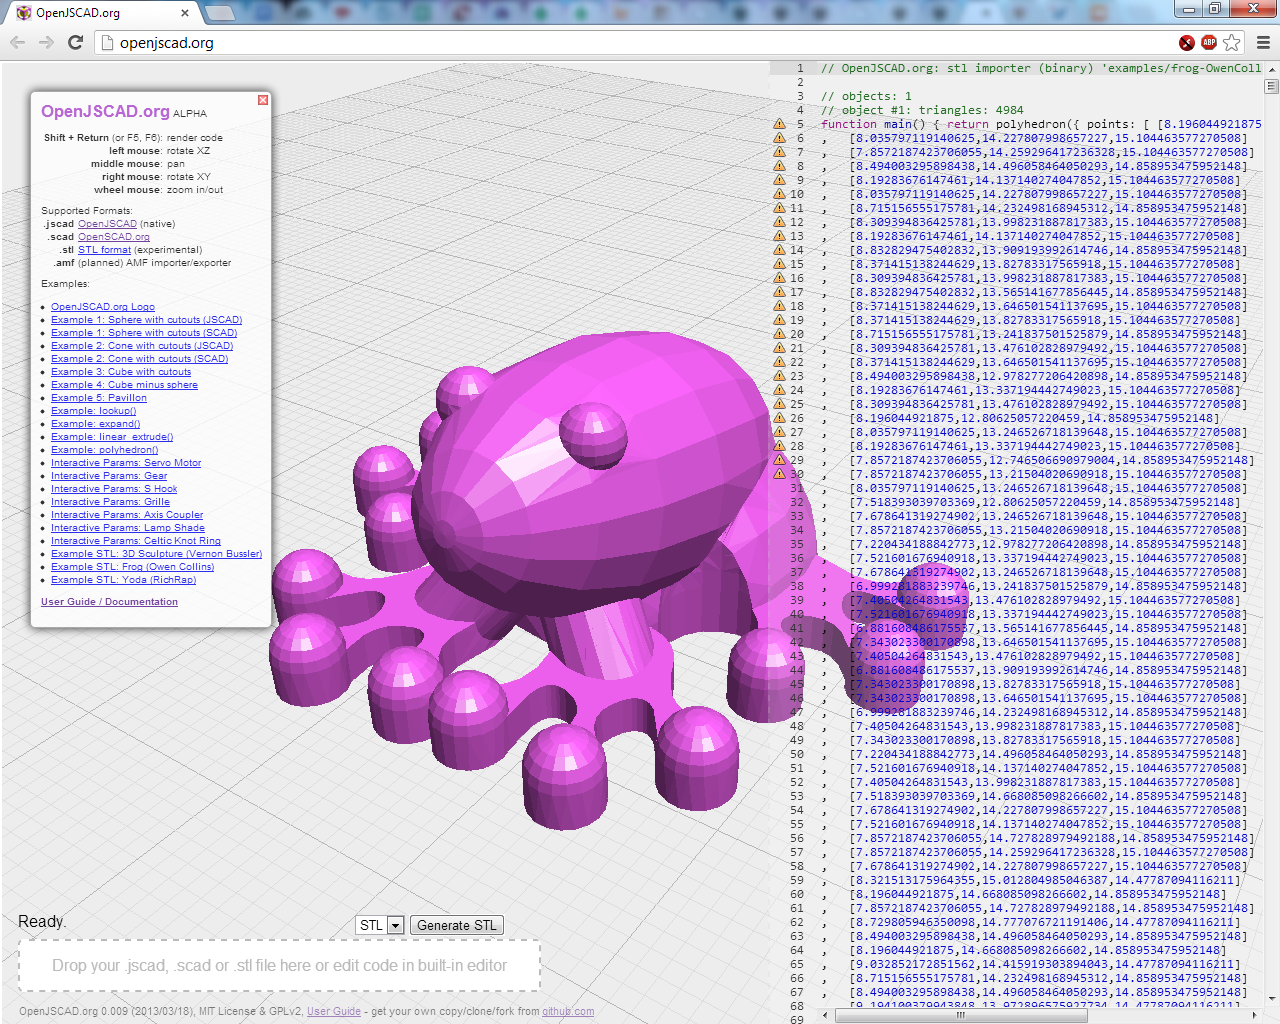 OpenJSCAD.org
openjscad.org
ABP
OpenJSCAD.org ALPHA
Shift + Return (or F5, F6): render code
left mouse: rotate XZ
middle mouse: pan
right mouse: rotate XY
wheel mouse: zoom in/out
Supported Formats:
.jscad OpenJSCAD (native)
.scad OpenSCAD.org
.stl STL format (experimental)
.amf (planned) AMF importer/exporter
Examples:
OpenJSCAD.org Logo
Example 1: Sphere with cutouts (JSCAD)
Example 1: Sphere with cutouts (SCAD)
Example 2: Cone with cutouts (JSCAD)
Example 2: Cone with cutouts (SCAD)
Example 3: Cube with cutouts
Example 4: Cube minus sphere
Example 5: Pavillon
Example: lookup()
Example: expand()
Example: linear_extrude()
Example: polyhedron()
Interactive Params: Servo Motor
Interactive Params: Gear
Interactive Params: S Hook
Interactive Params: Grille
Interactive Params: Axis Coupler
Interactive Params: Lamp Shade
Interactive Params: Celtic Knot Ring
Example STL: 3D Sculpture (Vernon Bussler)
Example STL: Frog (Owen Collins)
Example STL: Yoda (RichRap)
User Guide / Documentation
1 // OpenJSCAD.org: stl importer (binary) 'examples/frog-OwenColl
2
3 // objects: 1
4 // object #1: triangles: 4984
5 function main() { return polyhedron({ points: [ [8.196044921875
6 , [8.035797119140625,14.227807998657227,15.104463577270508]
7 , [7.8572187423706055,14.259296417236328,15.104463577270508]
8 , [8.494003295898438,14.496058464050293,14.858953475952148]
9 , [8.19283676147461,14.137140274047852,15.104463577270508]
10 , [8.035797119140625,14.227807998657227,15.104463577270508]
11 , [8.715156555175781,14.232498168945312,14.858953475952148]
12 , [8.309394836425781,13.998231887817383,15.104463577270508]
13 , [8.19283676147461,14.137140274047852,15.104463577270508]
14 , [8.832829475402832,13.909193992614746,14.858953475952148]
15 , [8.371415138244629,13.82783317565918,15.104463577270508]
16 , [8.309394836425781,13.998231887817383,15.104463577270508]
17 , [8.832829475402832,13.565141677856445,14.858953475952148]
18 , [8.371415138244629,13.646501541137695,15.104463577270508]
19 , [8.371415138244629,13.82783317565918,15.104463577270508]
20 , [8.715156555175781,13.241837501525879,14.858953475952148]
21 , [8.309394836425781,13.476102828979492,15.104463577270508]
22 , [8.371415138244629,13.646501541137695,15.104463577270508]
23 , [8.494003295898438,12.978277206420898,14.858953475952148]
24 , [8.19283676147461,13.337194442749023,15.104463577270508]
25 , [8.309394836425781,13.476102828979492,15.104463577270508]
26 , [8.196044921875,12.80625057220459,14.858953475952148]
27 , [8.035797119140625,13.246526718139648,15.104463577270508]
28 , [8.19283676147461,13.337194442749023,15.104463577270508]
29 , [7.8572187423706055,12.746506690979004,14.858953475952148]
30 , [7.8572187423706055,13.21504020690918,15.104463577270508]
31 , [8.035797119140625,13.246526718139648,15.104463577270508]
32 , [7.518393039703369,12.80625057220459,14.858953475952148]
33 , [7.678641319274902,13.246526718139648,15.104463577270508]
34 , [7.8572187423706055,13.21504020690918,15.104463577270508]
35 , [7.220434188842773,12.978277206420898,14.858953475952148]
36 , [7.521601676940918,13.337194442749023,15.104463577270508]
37 , [7.678641319274902,13.246526718139648,15.104463577270508]
38 , [6.999281883239746,13.241837501525879,14.858953475952148]
39 , [7.40504264831543,13.476102828979492,15.104463577270508]
40 , [7.521601676940918,13.337194442749023,15.104463577270508]
41 , [6.881608486175537,13.565141677856445,14.858953475952148]
42 , [7.343023300170898,13.646501541137695,15.104463577270508]
43 , [7.40504264831543,13.476102828979492,15.104463577270508]
44 , [6.881608486175537,13.909193992614746,14.858953475952148]
45 , [7.343023300170898,13.82783317565918,15.104463577270508]
46 , [7.343023300170898,13.646501541137695,15.104463577270508]
47 , [6.999281883239746,14.232498168945312,14.858953475952148]
48 , [7.40504264831543,13.998231887817383,15.104463577270508]
49 , [7.343023300170898,13.82783317565918,15.104463577270508]
50 , [7.220434188842773,14.496058464050293,14.858953475952148]
51 , [7.521601676940918,14.137140274047852,15.104463577270508]
52 , [7.40504264831543,13.998231887817383,15.104463577270508]
53 , [7.518393039703369,14.668085098266602,14.858953475952148]
54 , [7.678641319274902,14.227807998657227,15.104463577270508]
55 , [7.521601676940918,14.137140274047852,15.104463577270508]
56 , [7.8572187423706055,14.727828979492188,14.858953475952148]
57 , [7.8572187423706055,14.259296417236328,15.104463577270508]
58 , [7.678641319274902,14.227807998657227,15.104463577270508]
59 , [8.321513175964355,15.012804985046387,14.47787094116211]
60 , [8.196044921875,14.668085098266602,14.858953475952148]
61 , [7.8572187423706055,14.727828979492188,14.858953475952148]
62 , [8.729805946350098,14.777076721191406,14.47787094116211]
63 , [8.494003295898438,14.496058464050293,14.858953475952148]
64 , [8.196044921875,14.668085098266602,14.858953475952148]
65 , [9.032852172851562,14.415919303894043,14.47787094116211]
66 , [8.715156555175781,14.232498168945312,14.858953475952148]
67 , [8.494003295898438,14.496058464050293,14.858953475952148]
68 , [9.194100379943848,13.972896575927734,14.47787094116211]
69
Ready.
STL
Generate STL
Drop your .jscad, .scad or .stl file here or edit code in built-in editor
OpenJSCAD.org 0.009 (2013/03/18), MIT License & GPLv2, User Guide - get your own copy/clone/fork from github.com